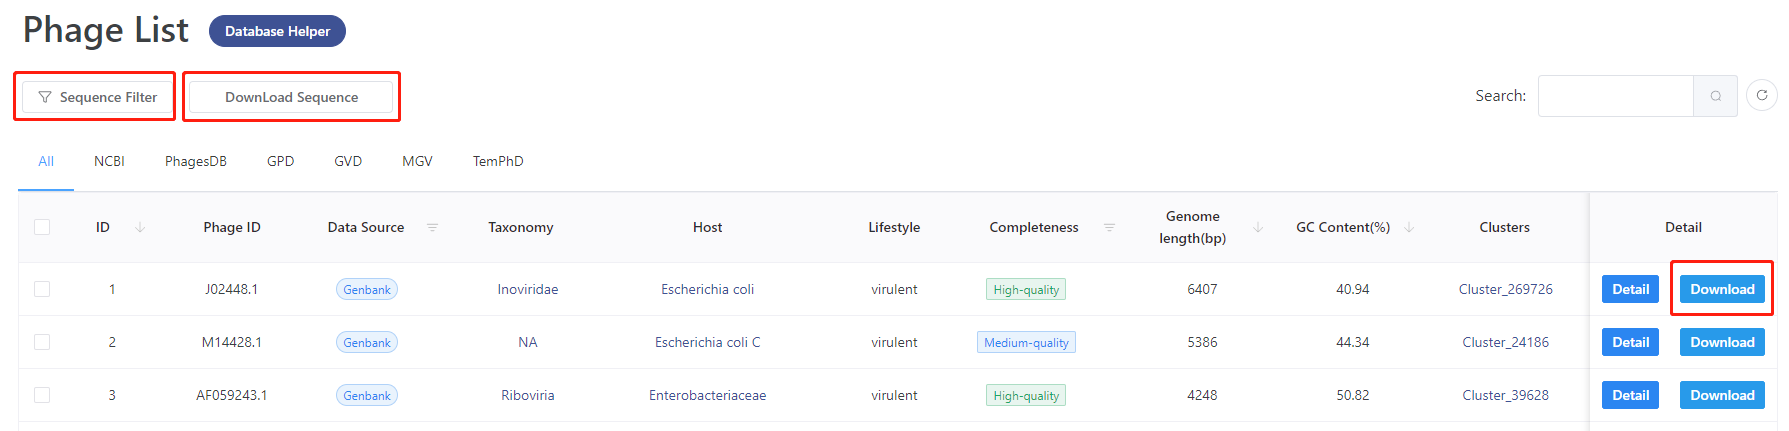 Phage List Database Helper
Sequence Filter DownLoad Sequence Search:
All NCBI PhagesDB GPD GVD MGV TemPhD
ID Phage ID Data Source Taxonomy Host Lifestyle Completeness Genome length(bp) GC Content(%) Clusters Detail
1 J02448.1 Genbank Inoviridae Escherichia coli virulent High-quality 6407 40.94 Cluster_269726 Detail Download
2 M14428.1 Genbank NA Escherichia coli C virulent Medium-quality 5386 44.34 Cluster_24186 Detail Download
3 AF059243.1 Genbank Riboviria Enterobacteriaceae virulent High-quality 4248 50.82 Cluster_39628 Detail Download